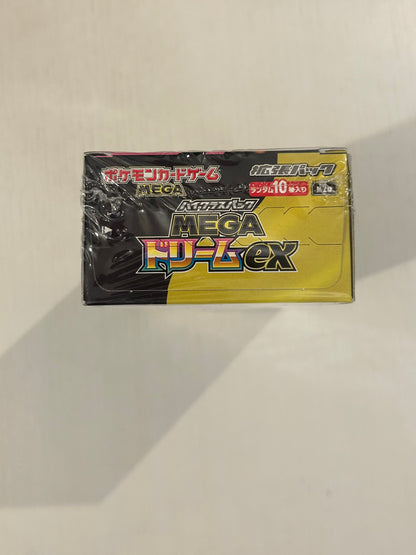 ポケモンカードゲーム
MEGA
拡張パック
ランダム10枚入り
ハイクラスパック
MEGA
ドリームex